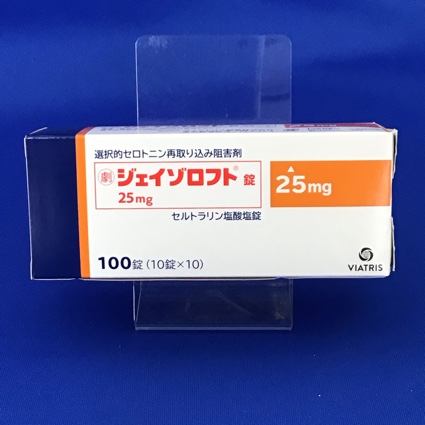 選択的セロトニン再取り込み阻害剤
劇 ジェイゾロフト® 錠
25mg
25mg
セルトラリン塩酸塩錠
100錠 (10錠×10)
VIATRIS